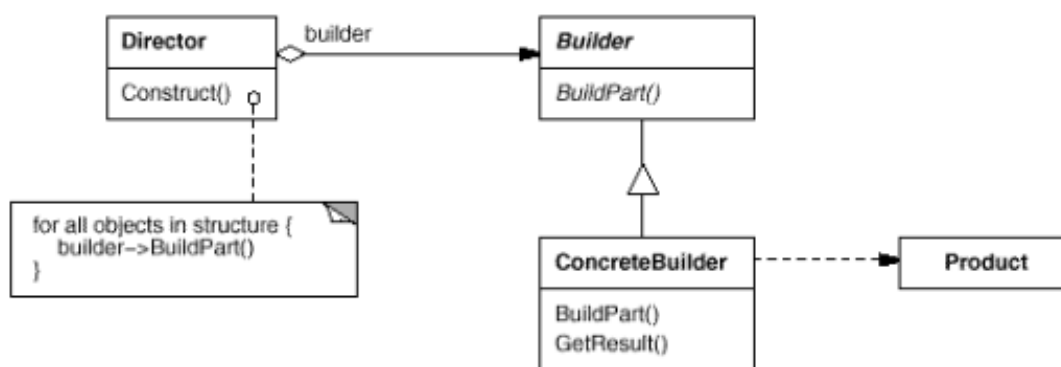 Director
Construct()
builder
Builder
BuildPart()
for all objects in structure {
builder->BuildPart()
}
ConcreteBuilder
BuildPart()
GetResult()
Product